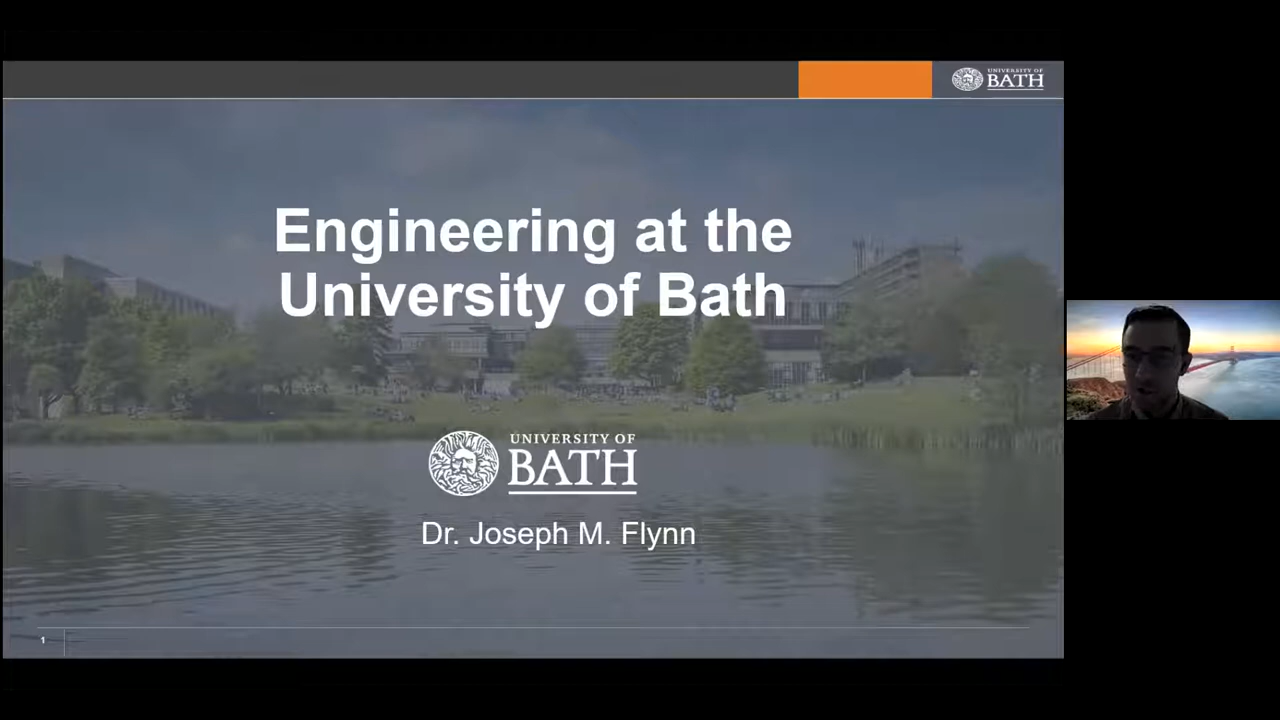 UNIVERSITY OF
BATH
Engineering at the
University of Bath
UNIVERSITY OF
BATH
Dr. Joseph M. Flynn
1